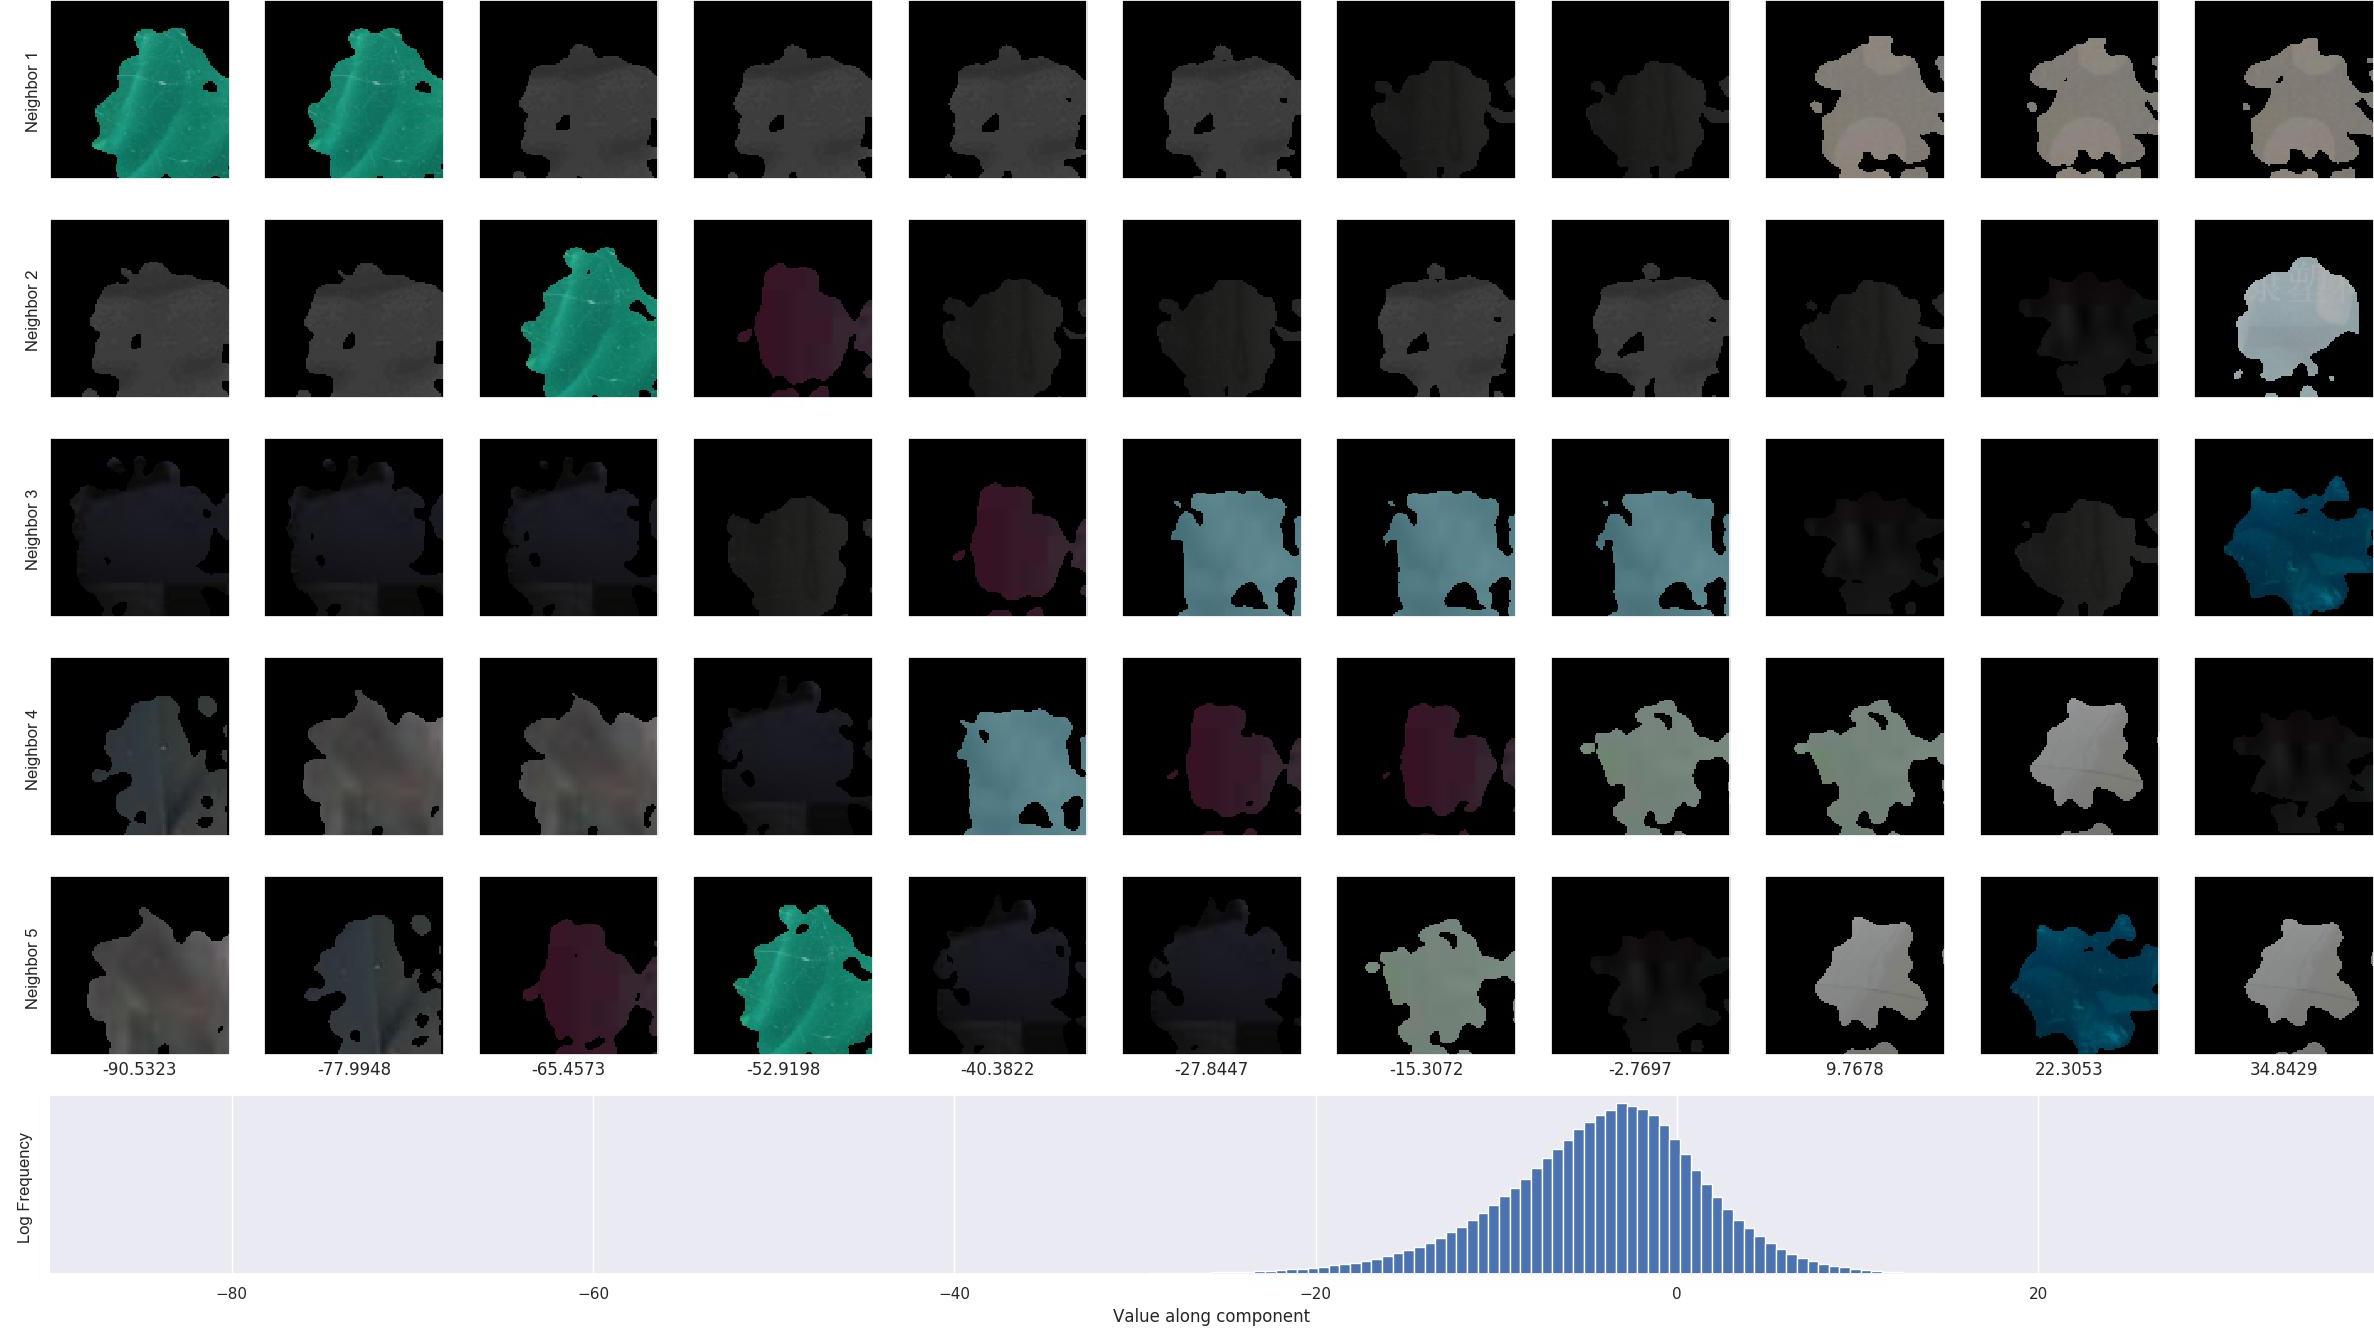 Neighbor 1
Neighbor 2
Neighbor 3
Neighbor 4
Neighbor 5
-90.5323 -77.9948 -65.4573 -52.9198 -40.3822 -27.8447 -15.3072 -2.7697 9.7678 22.3053 34.8429
Log Frequency
−80 −60 −40 −20 0 20
Value along component